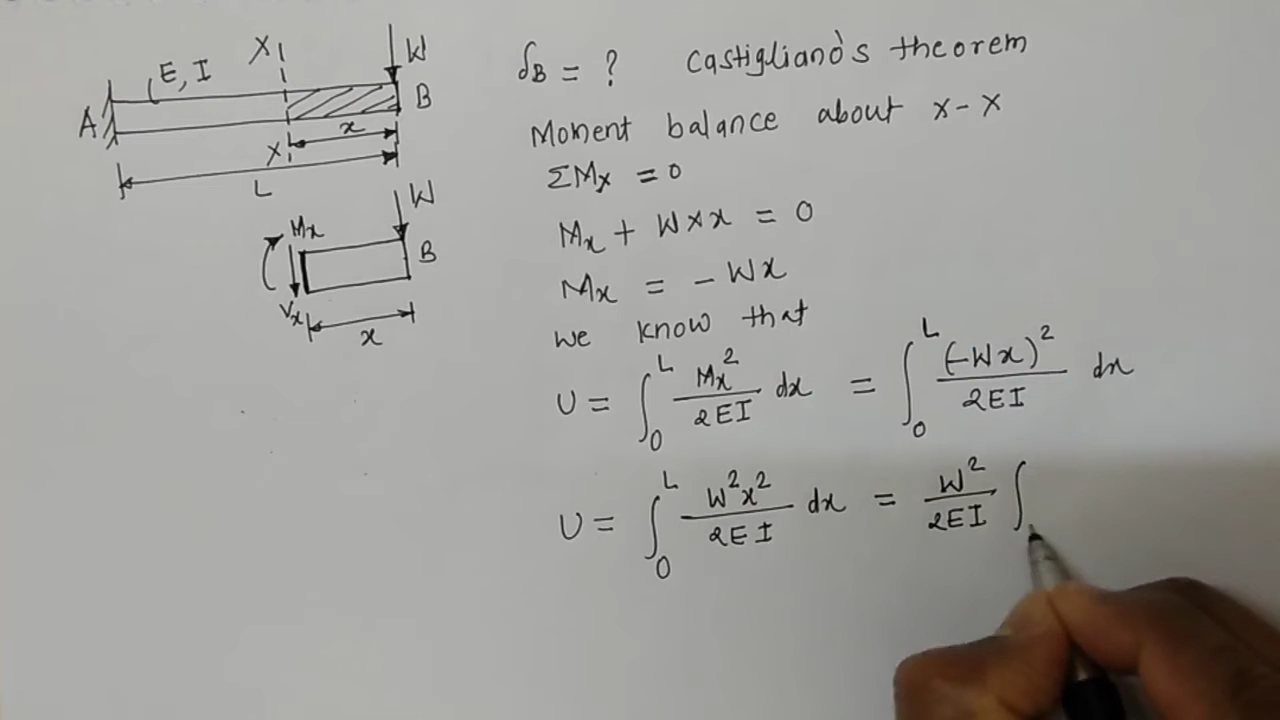 E, I
X
W
A
B
x
X
L
W
Mx
B
Vx
x
δB = ? Castigliano's theorem
Moment balance about x-x
ΣMx = 0
Mx + W×x = 0
Mx = -Wx
we know that
U = ∫₀ᴸ Mx²/2EI dx = ∫₀ᴸ (-Wx)²/2EI dx
U = ∫₀ᴸ W²x²/2EI dx = W²/2EI ∫